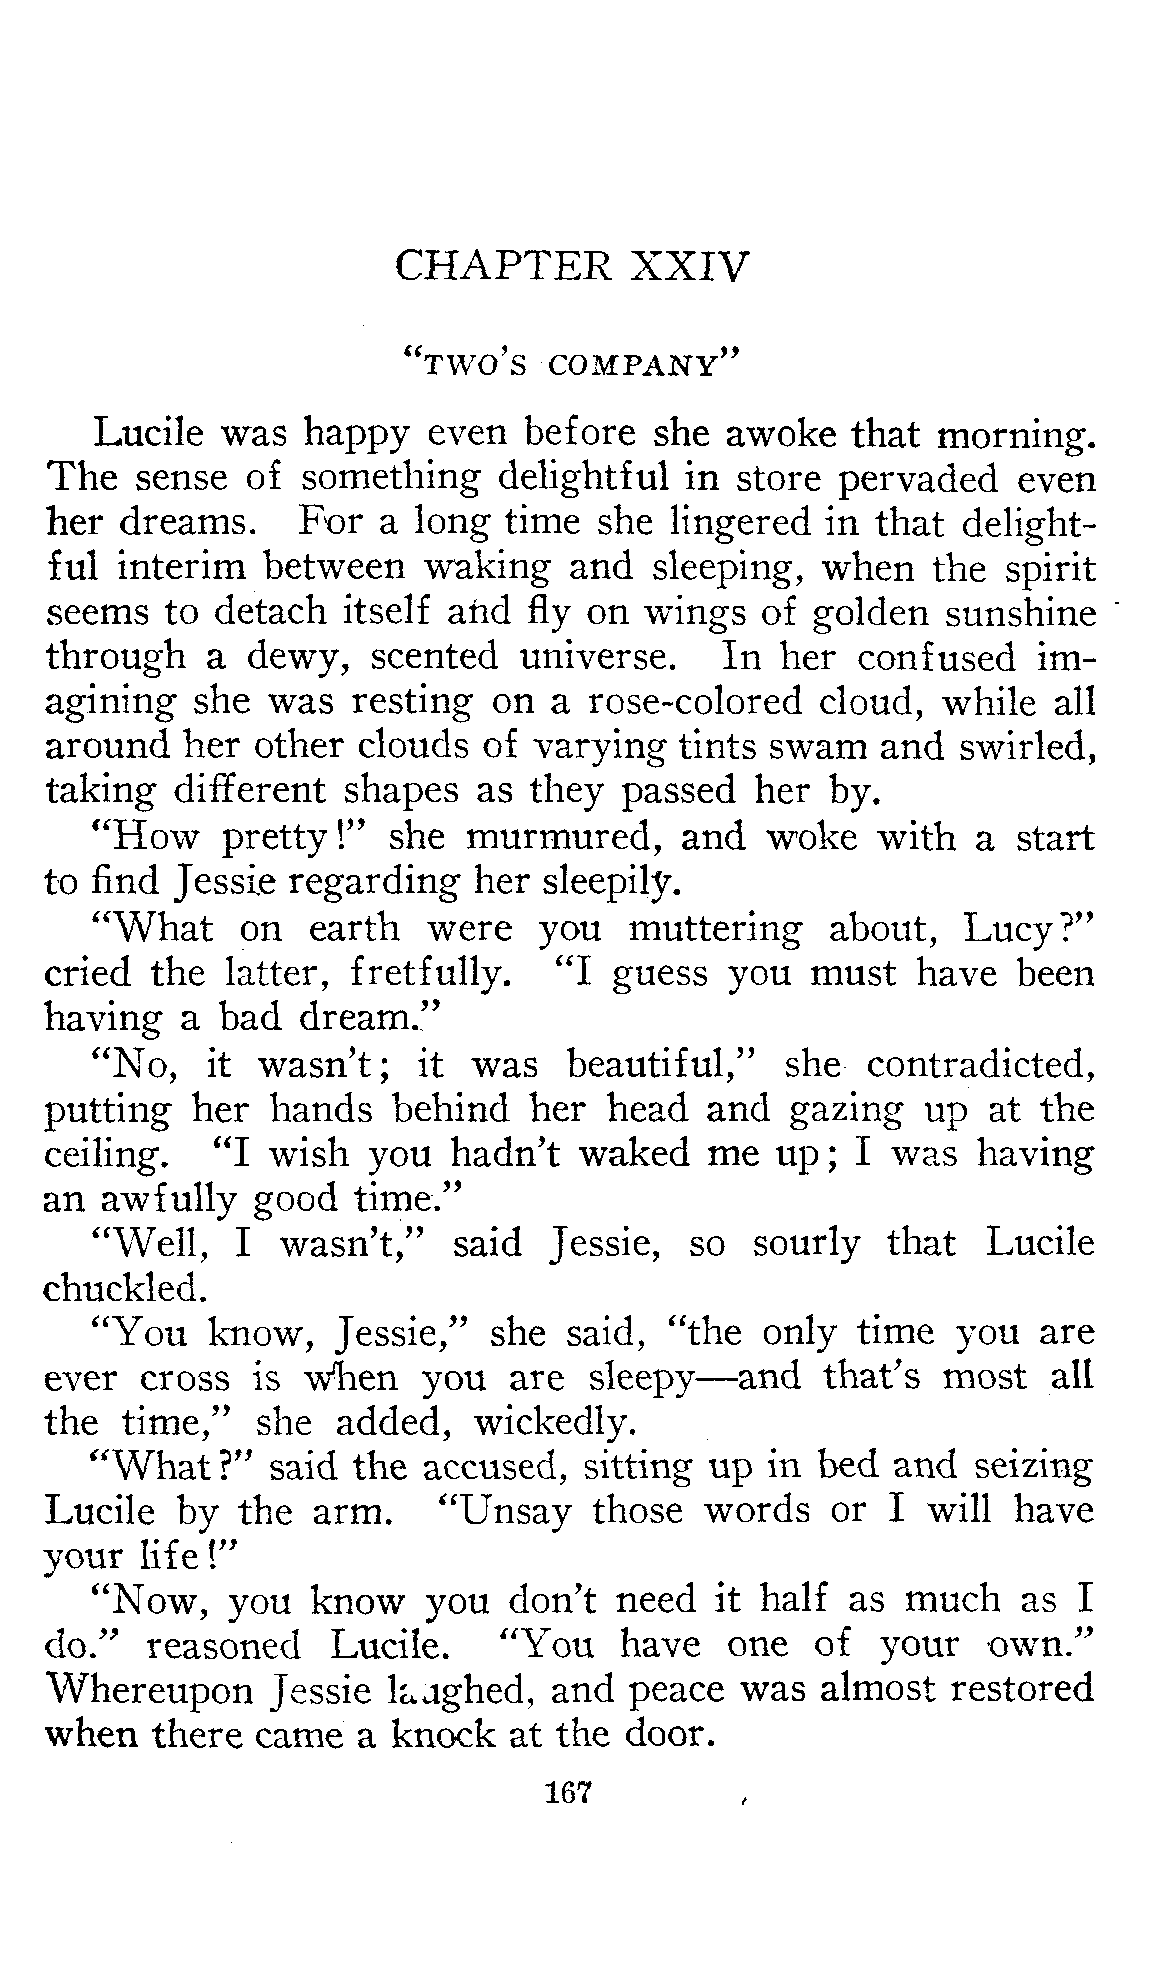 CHAPTER XXIV
"TWO'S COMPANY"
Lucile was happy even before she awoke that morning.
The sense of something delightful in store pervaded even
her dreams. For a long time she lingered in that delight-
ful interim between waking and sleeping, when the spirit
seems to detach itself and fly on wings of golden sunshine
through a dewy, scented universe. In her confused im-
agining she was resting on a rose-colored cloud, while all
around her other clouds of varying tints swam and swirled,
taking different shapes as they passed her by.
"How pretty!" she murmured, and woke with a start
to find Jessie regarding her sleepily.
"What on earth were you muttering about, Lucy?"
cried the latter, fretfully. "I guess you must have been
having a bad dream."
"No, it wasn't; it was beautiful," she contradicted,
putting her hands behind her head and gazing up at the
ceiling. "I wish you hadn't waked me up; I was having
an awfully good time."
"Well, I wasn't," said Jessie, so sourly that Lucile
chuckled.
"You know, Jessie," she said, "the only time you are
ever cross is when you are sleepy—and that's most all
the time," she added, wickedly.
"What?" said the accused, sitting up in bed and seizing
Lucile by the arm. "Unsay those words or I will have
your life!"
"Now, you know you don't need it half as much as I
do." reasoned Lucile. "You have one of your own."
Whereupon Jessie laughed, and peace was almost restored
when there came a knock at the door.
167